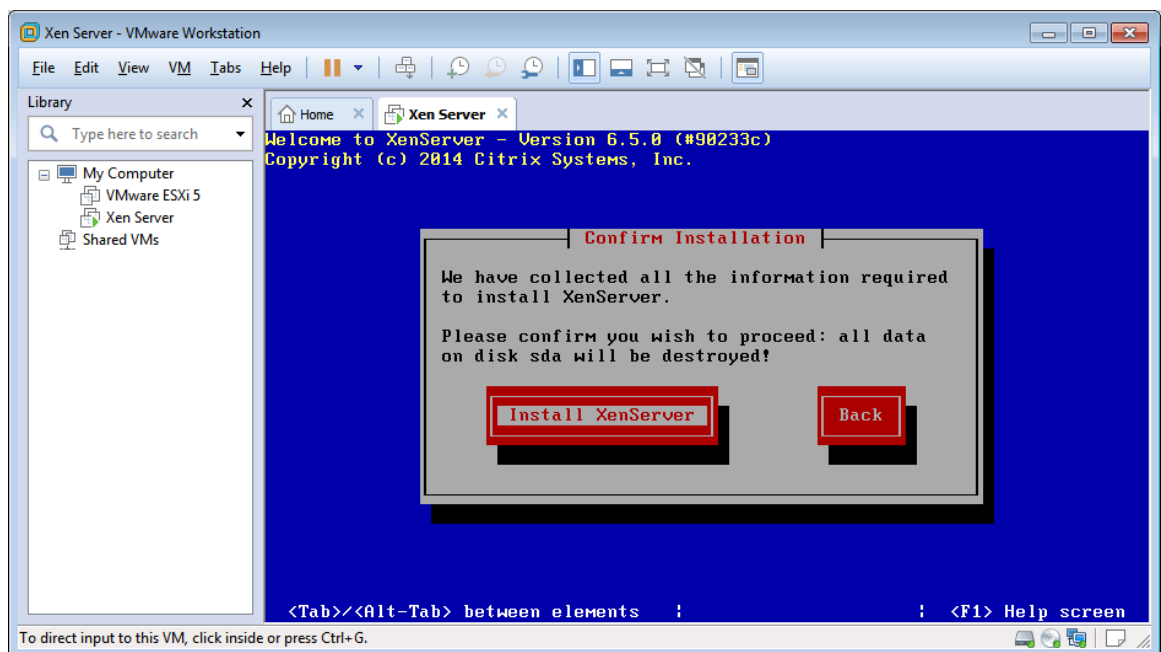 Xen Server - VMware Workstation
File Edit View VM Tabs Help
Library
Type here to search
My Computer
VMware ESXi 5
Xen Server
Shared VMs
Home
Xen Server
Welcome to XenServer - Version 6.5.0 (#90233c)
Copyright (c) 2014 Citrix Systems, Inc.
Confirm Installation
We have collected all the information required
to install XenServer.
Please confirm you wish to proceed: all data
on disk sda will be destroyed!
Install XenServer Back
<Tab>/<Alt-Tab> between elements | | <F1> Help screen
To direct input to this VM, click inside or press Ctrl+G.